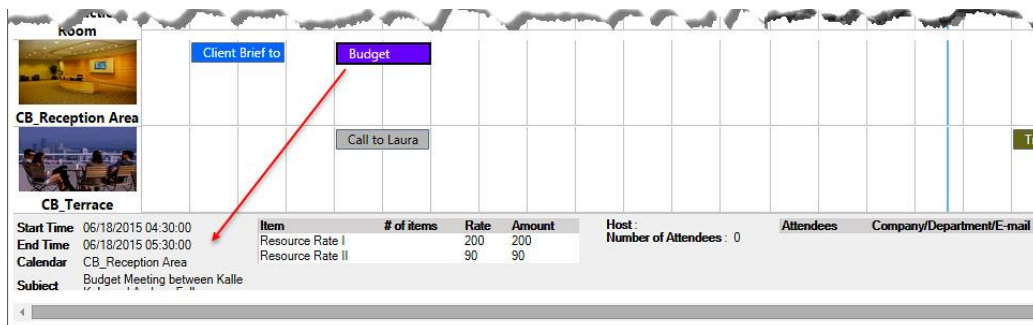 Room
Client Brief to
Budget
CB_Reception Area
Call to Laura
CB_Terrace
Start Time 06/18/2015 04:30:00
End Time 06/18/2015 05:30:00
Calendar CB_Reception Area
Subject Budget Meeting between Kalle
Item # of items Rate Amount
Resource Rate I 200 200
Resource Rate II 90 90
Host :
Number of Attendees : 0
Attendees Company/Department/E-mail